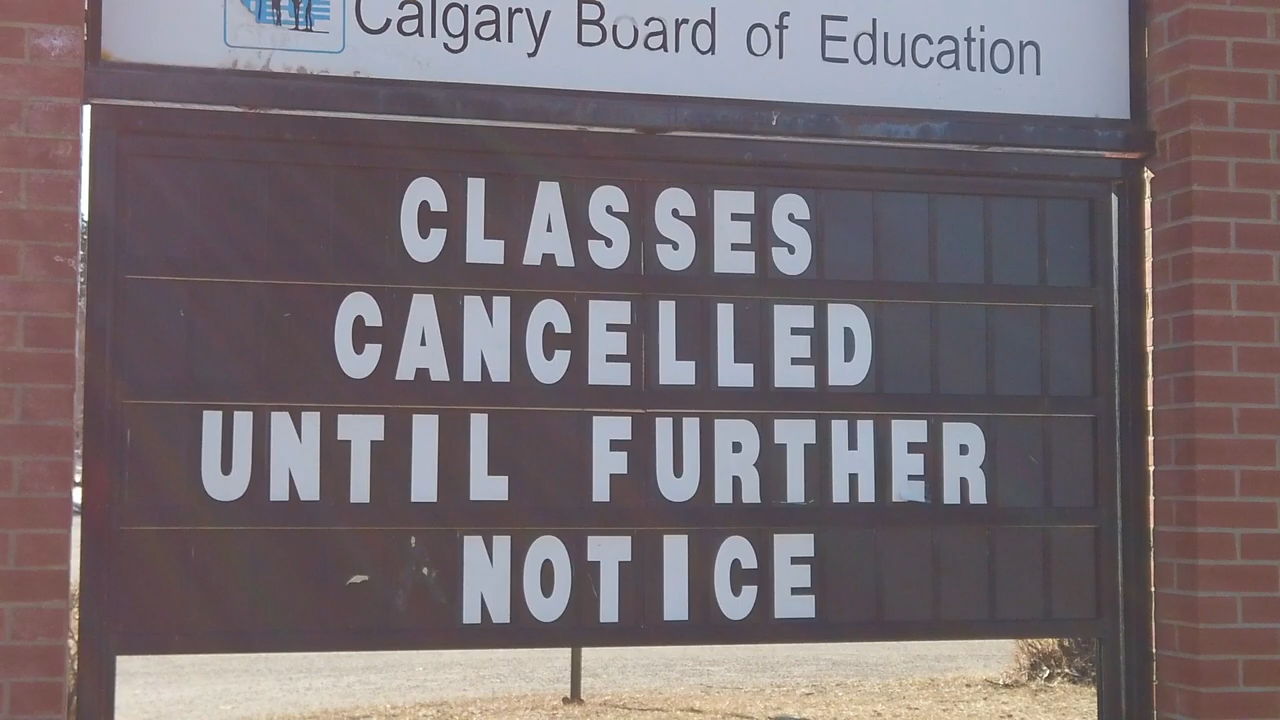 Calgary Board of Education
CLASSES
CANCELLED
UNTIL FURTHER
NOTICE